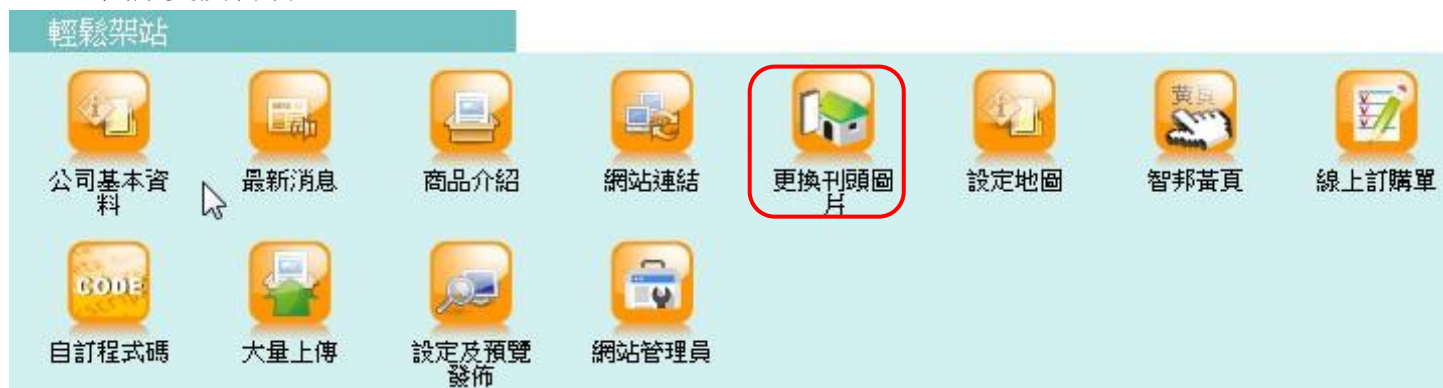 輕鬆架站
黃頁
公司基本資
料
最新消息
商品介紹
網站連結
更換刊頭圖
片
設定地圖
智邦黃頁
線上訂購單
CODE
自訂程式碼
大量上傳
設定及預覽
發佈
網站管理員